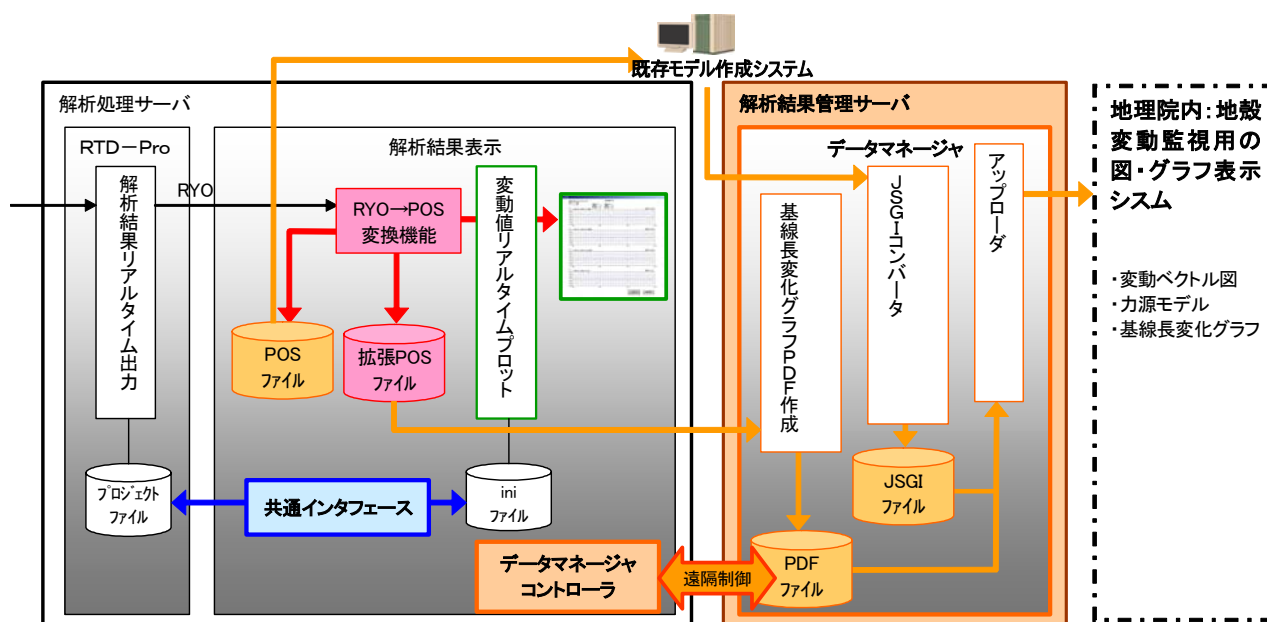 既存モデル作成システム
解析処理サーバ
RTD－Pro
解析結果リアルタイム出力
RYO
プロジェクト
ファイル
解析結果表示
RYO→POS
変換機能
変動値リアルタイムプロット
POS
ファイル
拡張POS
ファイル
共通インタフェース
ini
ファイル
データマネージャ
コントローラ
遠隔制御
解析結果管理サーバ
データマネージャ
基線長変化グラフPDF作成
JSGIコンバータ
アップローダ
JSGI
ファイル
PDF
ファイル
地理院内：地殻
変動監視用の
図・グラフ表示
シスム
・変動ベクトル図
・力源モデル
・基線長変化グラフ